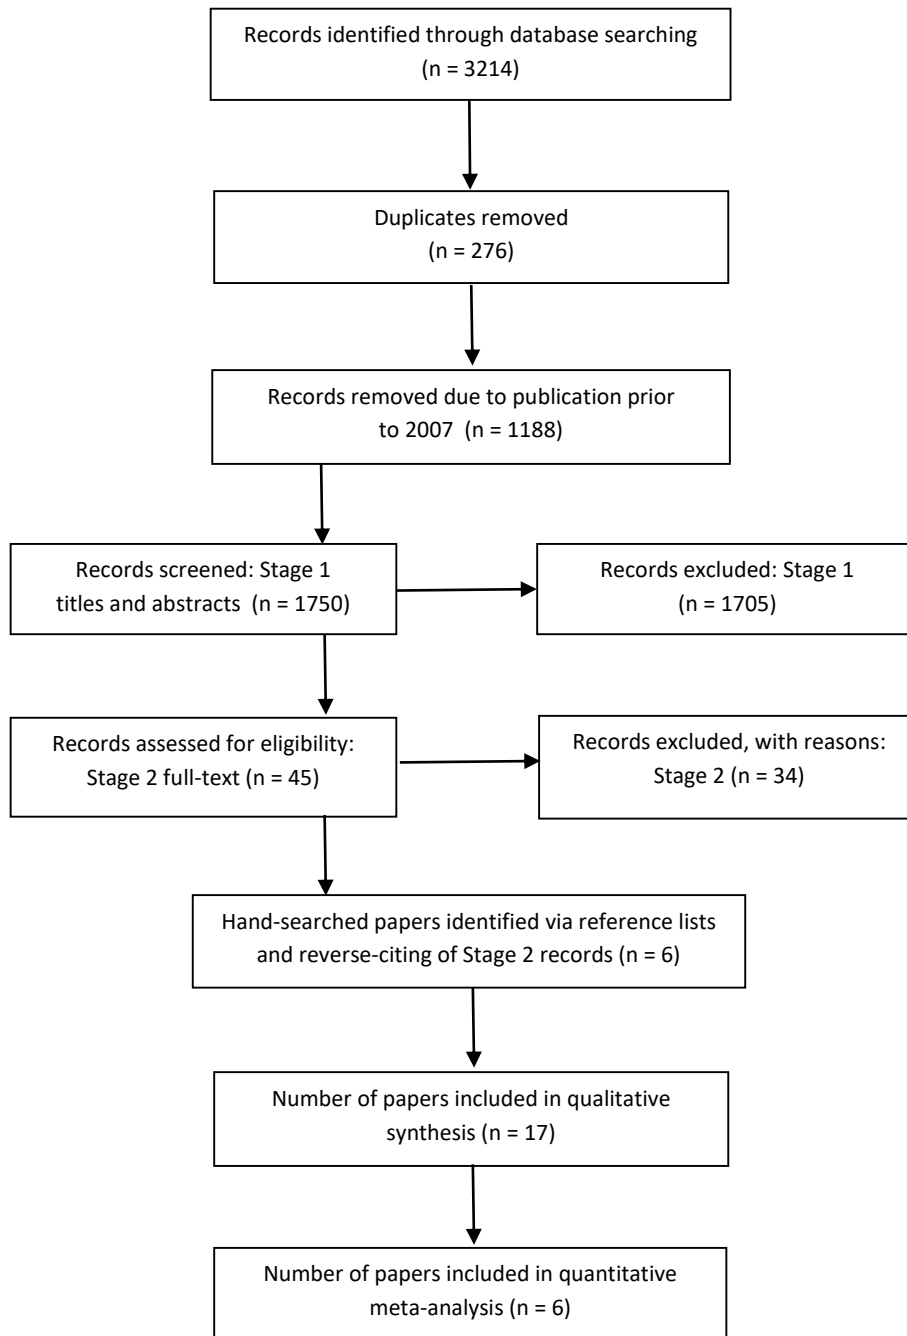 Records identified through database searching
(n = 3214)
Duplicates removed
(n = 276)
Records removed due to publication prior
to 2007  (n = 1188)
Records screened: Stage 1
titles and abstracts  (n = 1750)
Records excluded: Stage 1
(n = 1705)
Records assessed for eligibility:
Stage 2 full-text (n = 45)
Records excluded, with reasons:
Stage 2 (n = 34)
Hand-searched papers identified via reference lists
and reverse-citing of Stage 2 records (n = 6)
Number of papers included in qualitative
synthesis (n = 17)
Number of papers included in quantitative
meta-analysis (n = 6)